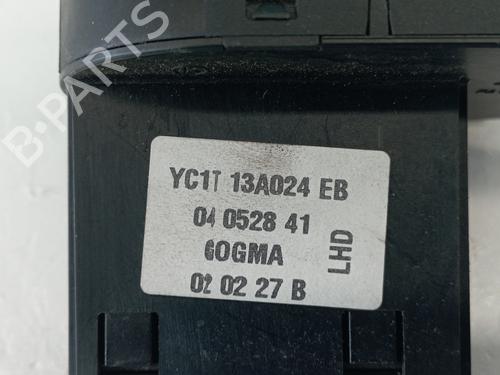 YC1T 13A024 EB
04 0528 41
60GMA
02 02 27 B
LHD
B-PARTS